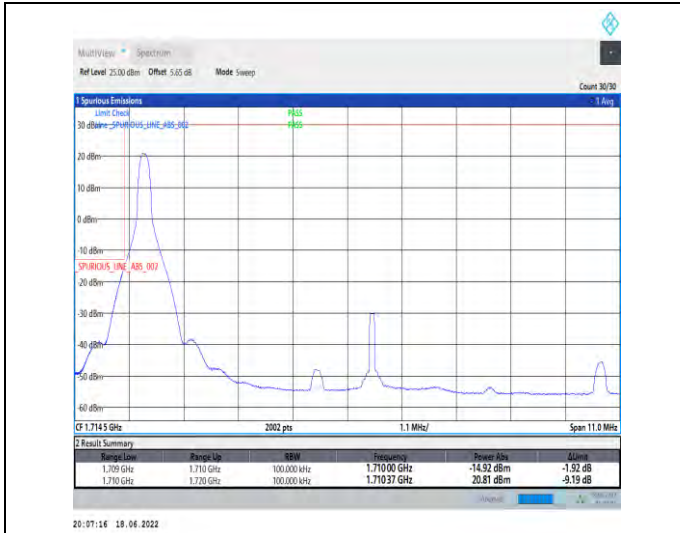 MultiView Spectrum
Ref Level 25.00 dBm Offset 5.65 dB Mode Sweep
Count 30/30
1 Spurious Emissions 1 Avg
Limit Check PASS
30 dBm Line _SPURIOUS_LINE_ABS_002 PASS
20 dBm
10 dBm
0 dBm
-10 dBm
_SPURIOUS_LINE_ABS_002
-20 dBm
-30 dBm
-40 dBm
-50 dBm
-60 dBm
CF 1.714 5 GHz 2002 pts 1.1 MHz/ Span 11.0 MHz
2 Result Summary
Range Low Range Up RBW Frequency Power Abs ΔLimit
1.709 GHz 1.710 GHz 100.000 kHz 1.71000 GHz -14.92 dBm -1.92 dB
1.710 GHz 1.720 GHz 100.000 kHz 1.71037 GHz 20.81 dBm -9.19 dB
20:07:16 18.06.2022